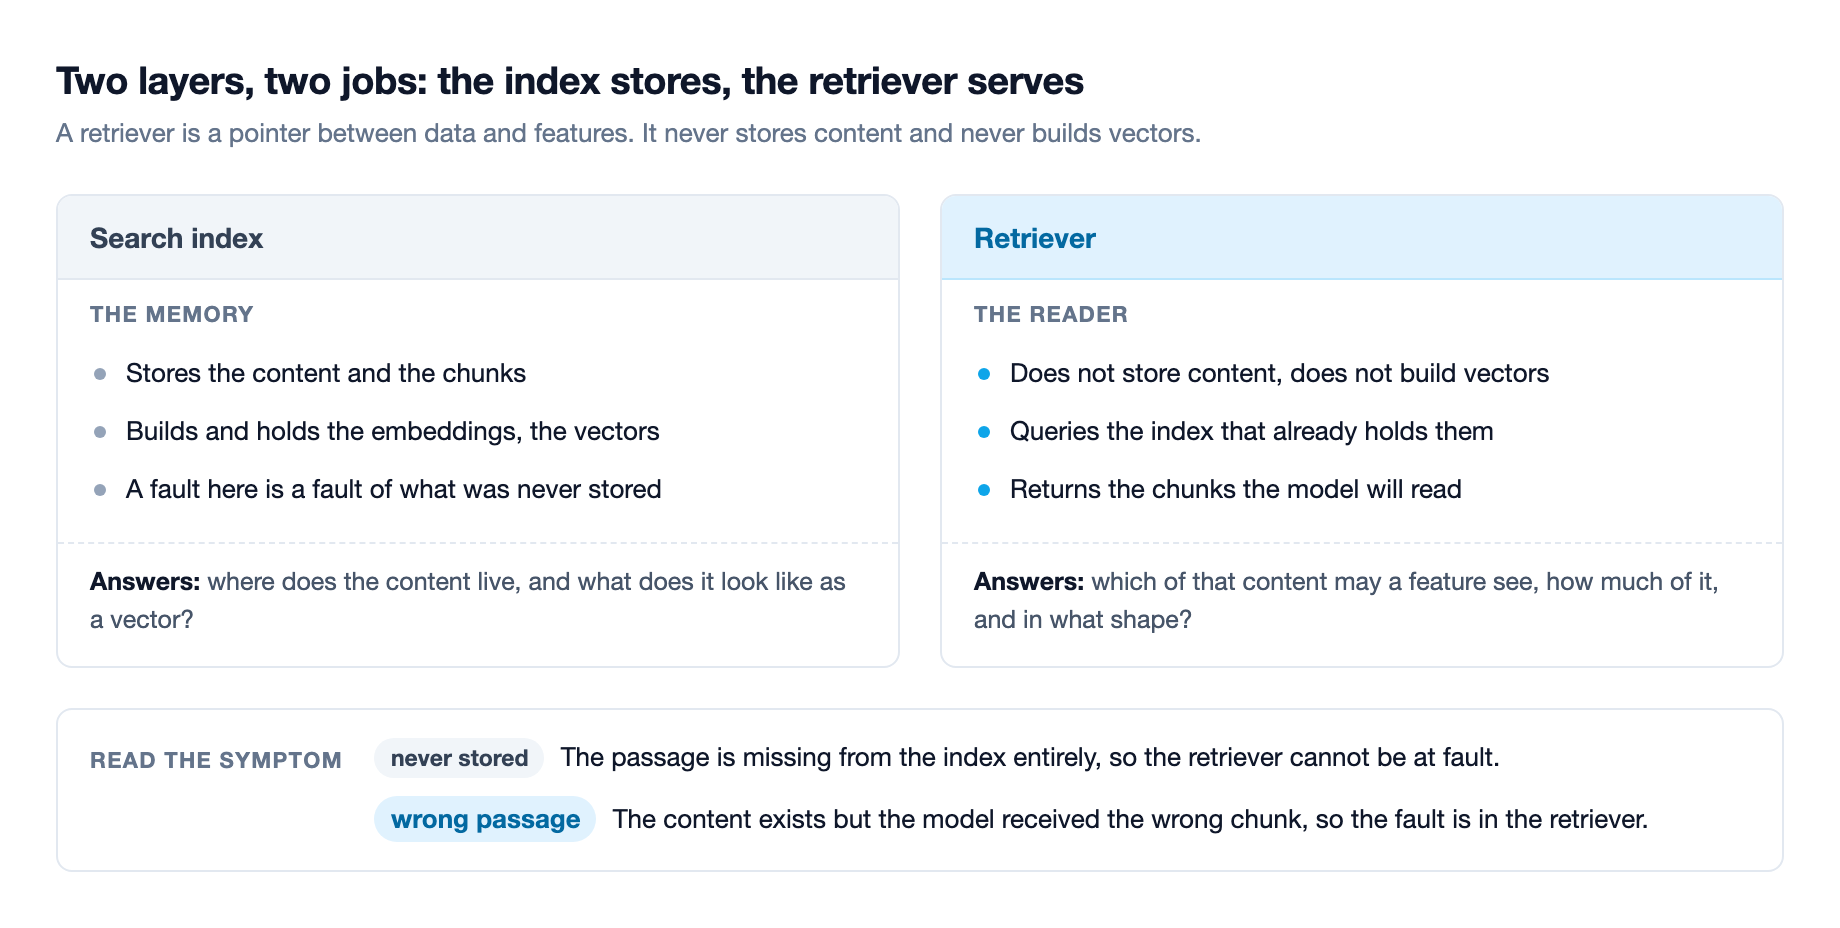 Two layers, two jobs: the index stores, the retriever serves
A retriever is a pointer between data and features. It never stores content and never builds vectors.
Search index
THE MEMORY
Stores the content and the chunks
Builds and holds the embeddings, the vectors
A fault here is a fault of what was never stored
Answers: where does the content live, and what does it look like as
a vector?
Retriever
THE READER
Does not store content, does not build vectors
Queries the index that already holds them
Returns the chunks the model will read
Answers: which of that content may a feature see, how much of it,
and in what shape?
READ THE SYMPTOM
never stored The passage is missing from the index entirely, so the retriever cannot be at fault.
wrong passage The content exists but the model received the wrong chunk, so the fault is in the retriever.